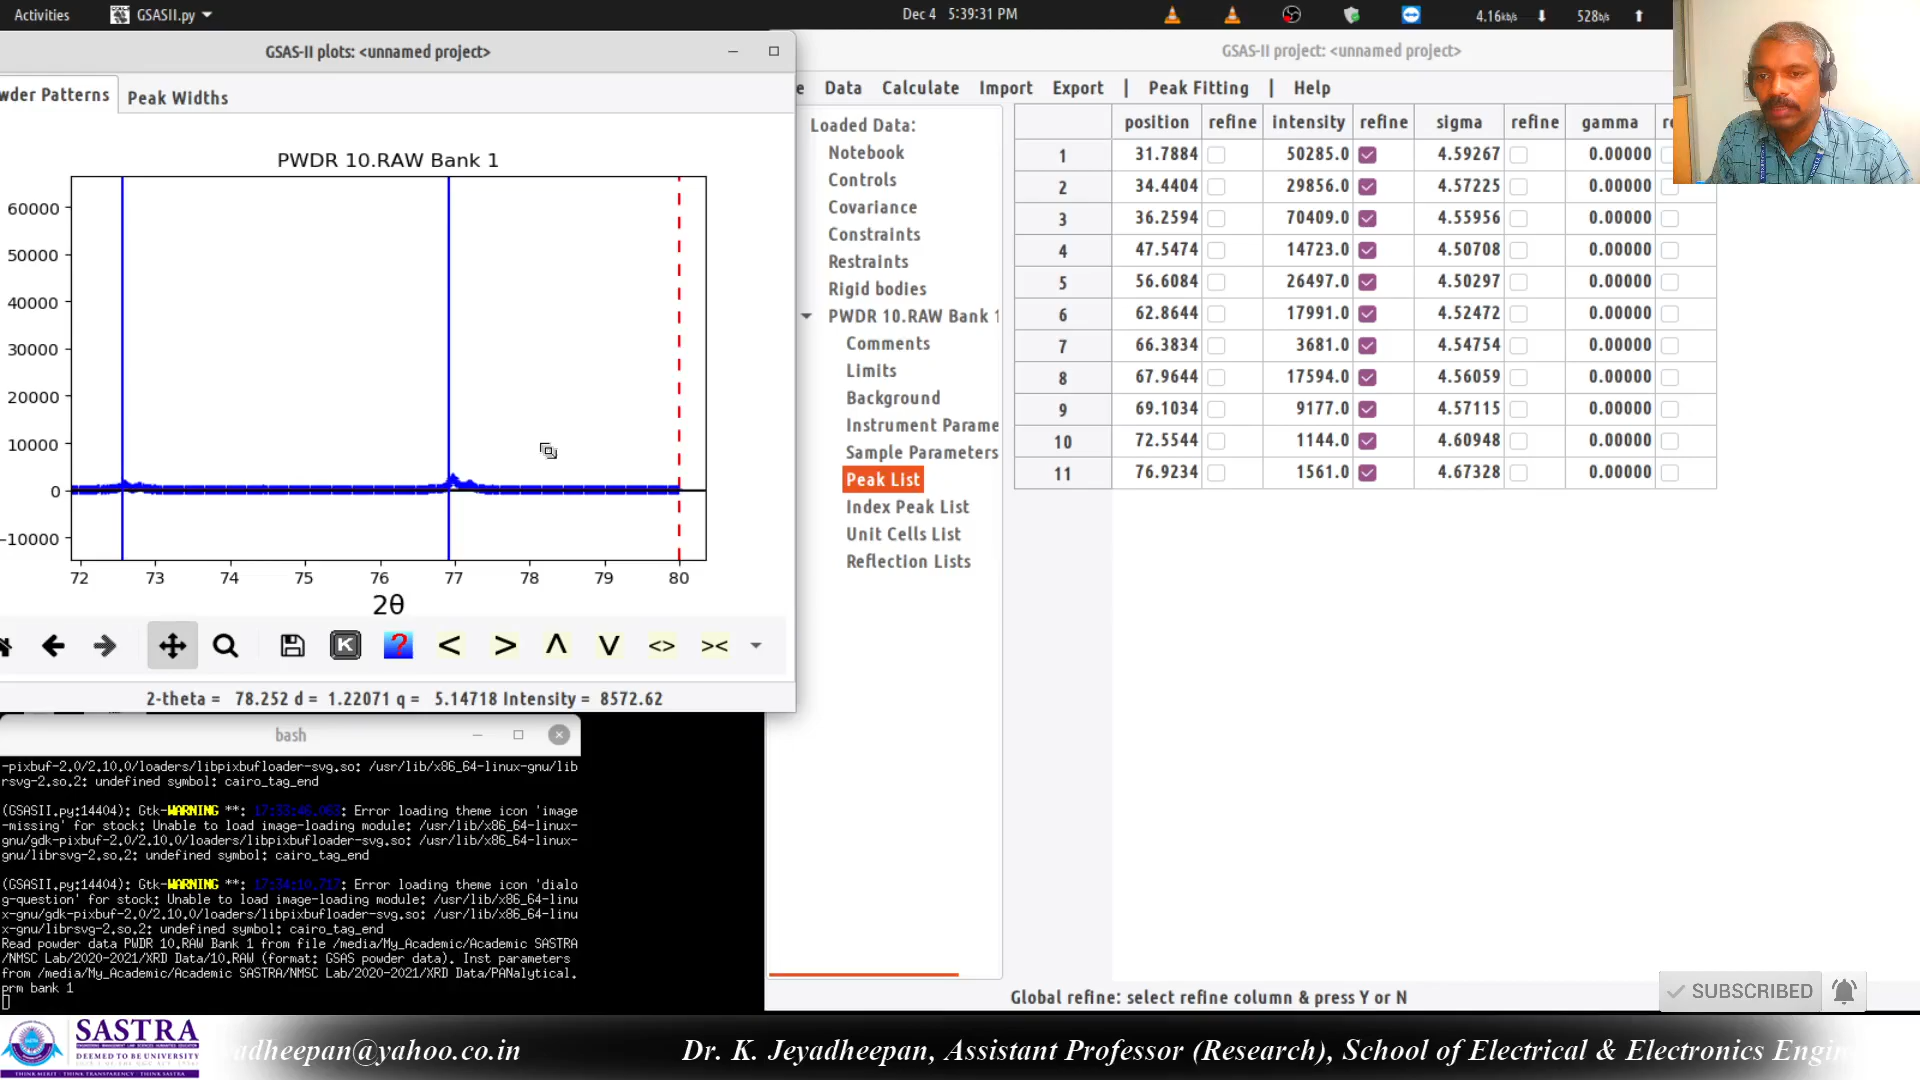 Activities
GSASII.py
Dec 4 5:39:31 PM
4.16kb/s
528b/s
GSAS-II plots: <unnamed project>
wder Patterns
Peak Widths
PWDR 10.RAW Bank 1
60000
50000
40000
30000
20000
10000
0
-10000
72 73 74 75 76 77 78 79 80
2θ
K
?
< > Λ V <> ><
2-theta = 78.252 d = 1.22071 q = 5.14718 Intensity = 8572.62
GSAS-II project: <unnamed project>
e Data Calculate Import Export | Peak Fitting | Help
Loaded Data:
Notebook
Controls
Covariance
Constraints
Restraints
Rigid bodies
PWDR 10.RAW Bank 1
Comments
Limits
Background
Instrument Parame
Sample Parameters
Peak List
Index Peak List
Unit Cells List
Reflection Lists
position refine intensity refine sigma refine gamma re
1 31.7884 50285.0 4.59267 0.00000
2 34.4404 29856.0 4.57225 0.00000
3 36.2594 70409.0 4.55956 0.00000
4 47.5474 14723.0 4.50708 0.00000
5 56.6084 26497.0 4.50297 0.00000
6 62.8644 17991.0 4.52472 0.00000
7 66.3834 3681.0 4.54754 0.00000
8 67.9644 17594.0 4.56059 0.00000
9 69.1034 9177.0 4.57115 0.00000
10 72.5544 1144.0 4.60948 0.00000
11 76.9234 1561.0 4.67328 0.00000
Global refine: select refine column & press Y or N
bash
-pixbuf-2.0/2.10.0/loaders/libpixbufloader-svg.so: /usr/lib/x86_64-linux-gnu/lib
rsvg-2.so.2: undefined symbol: cairo_tag_end
(GSASII.py:14404): Gtk-WARNING **: 17:33:46.063: Error loading theme icon 'image
-missing' for stock: Unable to load image-loading module: /usr/lib/x86_64-linux-
gnu/gdk-pixbuf-2.0/2.10.0/loaders/libpixbufloader-svg.so: /usr/lib/x86_64-linux-
gnu/librsvg-2.so.2: undefined symbol: cairo_tag_end
(GSASII.py:14404): Gtk-WARNING **: 17:34:10.717: Error loading theme icon 'dialo
g-question' for stock: Unable to load image-loading module: /usr/lib/x86_64-linu
x-gnu/gdk-pixbuf-2.0/2.10.0/loaders/libpixbufloader-svg.so: /usr/lib/x86_64-linu
x-gnu/librsvg-2.so.2: undefined symbol: cairo_tag_end
Read powder data PWDR 10.RAW Bank 1 from file /media/My_Academic/Academic SASTRA
/NMSC Lab/2020-2021/XRD Data/10.RAW (format: GSAS powder data). Inst parameters
from /media/My_Academic/Academic SASTRA/NMSC Lab/2020-2021/XRD Data/PANalytical.
prm bank 1
SUBSCRIBED
SASTRA
DEEMED TO BE UNIVERSITY
THINK MERIT | THINK TRANSPARENCY | THINK SASTRA
yadheepan@yahoo.co.in
Dr. K. Jeyadheepan, Assistant Professor (Research), School of Electrical & Electronics Engin